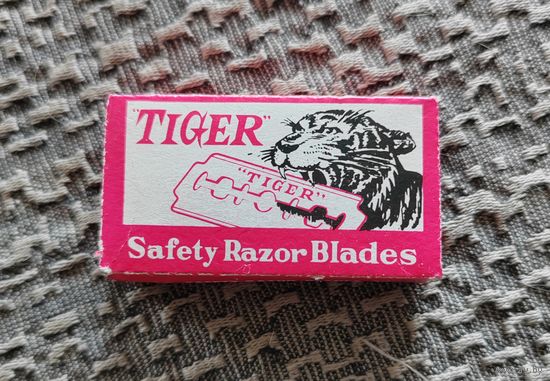 "TIGER"
"TIGER"
Safety Razor Blades